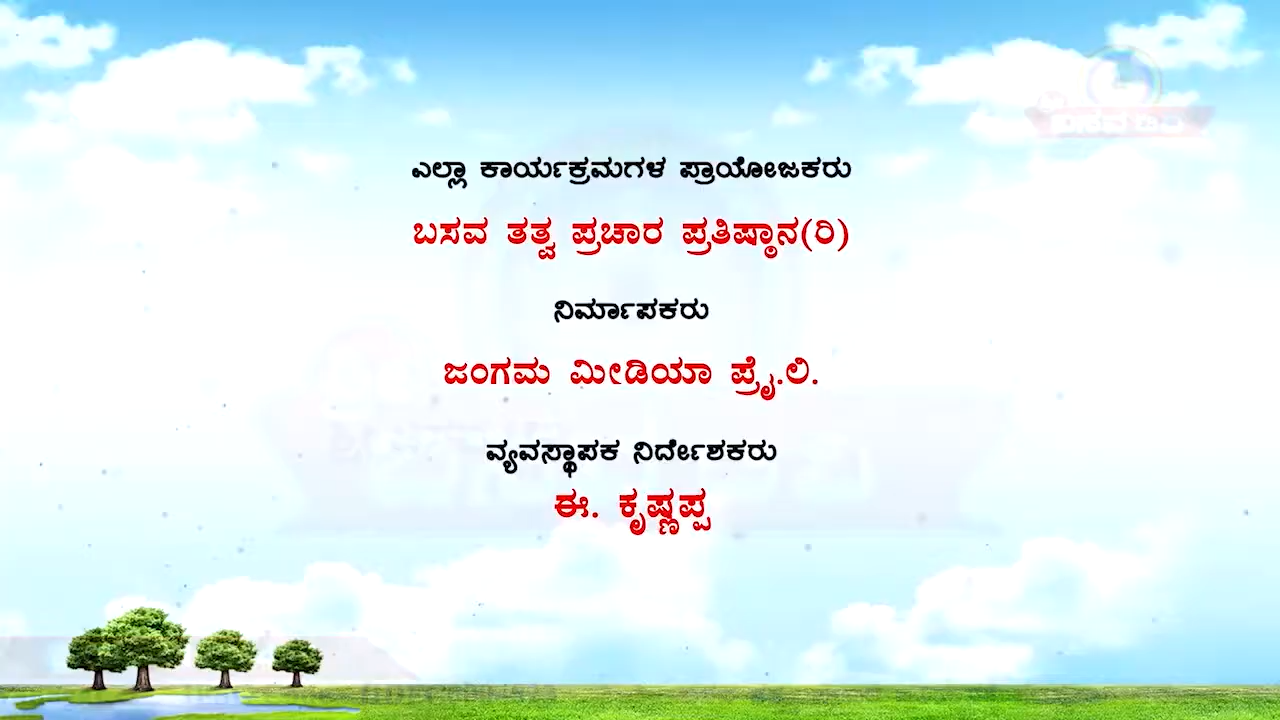 ಎಲ್ಲಾ ಕಾರ್ಯಕ್ರಮಗಳ ಪ್ರಾಯೋಜಕರು
ಬಸವ ತತ್ವ ಪ್ರಚಾರ ಪ್ರತಿಷ್ಠಾನ(ರಿ)
ನಿರ್ಮಾಪಕರು
ಜಂಗಮ ಮೀಡಿಯಾ ಪ್ರೈ.ಲಿ.
ವ್ಯವಸ್ಥಾಪಕ ನಿರ್ದೇಶಕರು
ಈ. ಕೃಷ್ಣಪ್ಪ